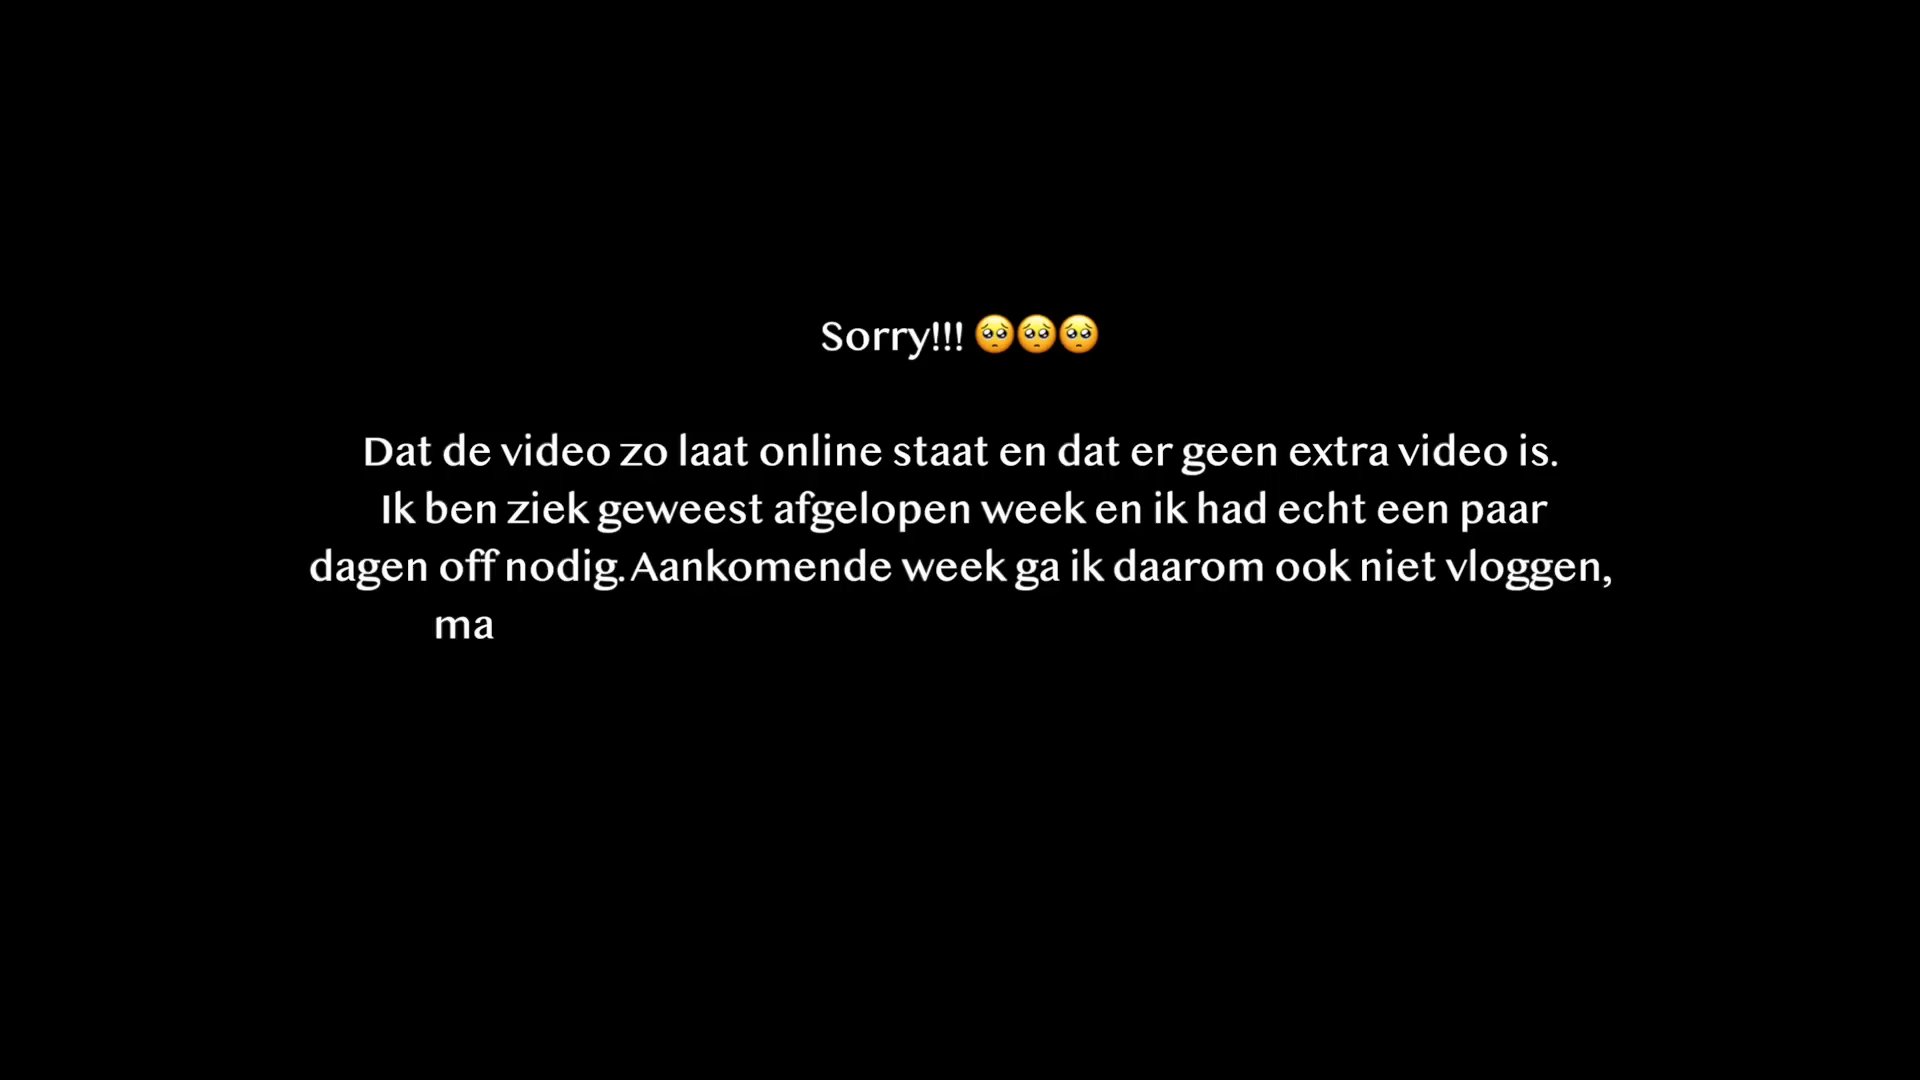 Sorry!!! 🥺🥺🥺
Dat de video zo laat online staat en dat er geen extra video is.
Ik ben ziek geweest afgelopen week en ik had echt een paar
dagen off nodig. Aankomende week ga ik daarom ook niet vloggen,
ma